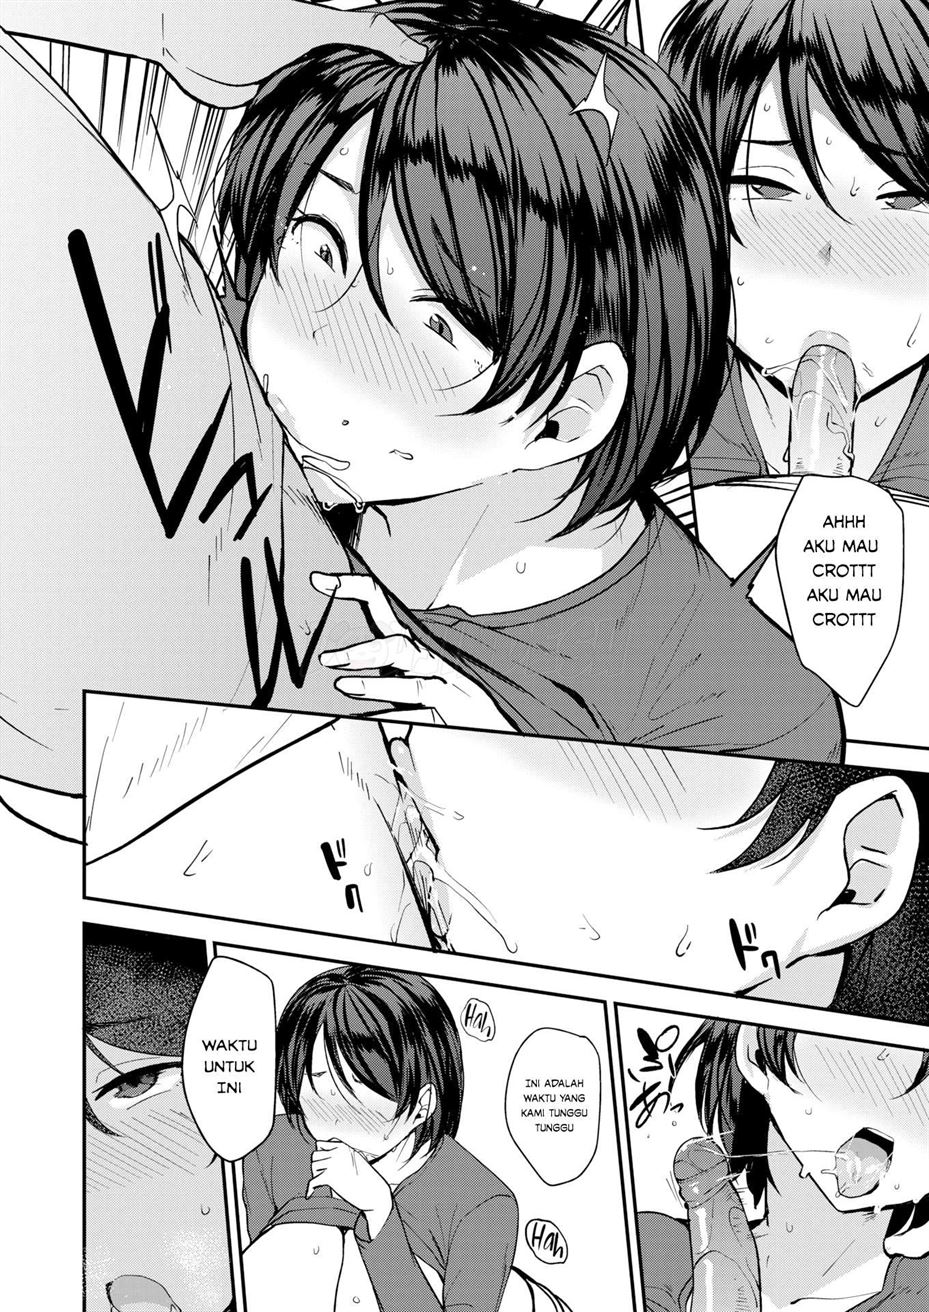 AHHH
AKU MAU
CROTTT
AKU MAU
CROTTT
ドク
ドク
Hah
INI ADALAH
WAKTU YANG
KAMI TUNGGU
TUNGGU
Hah
WAKTU
UNTUK
INI